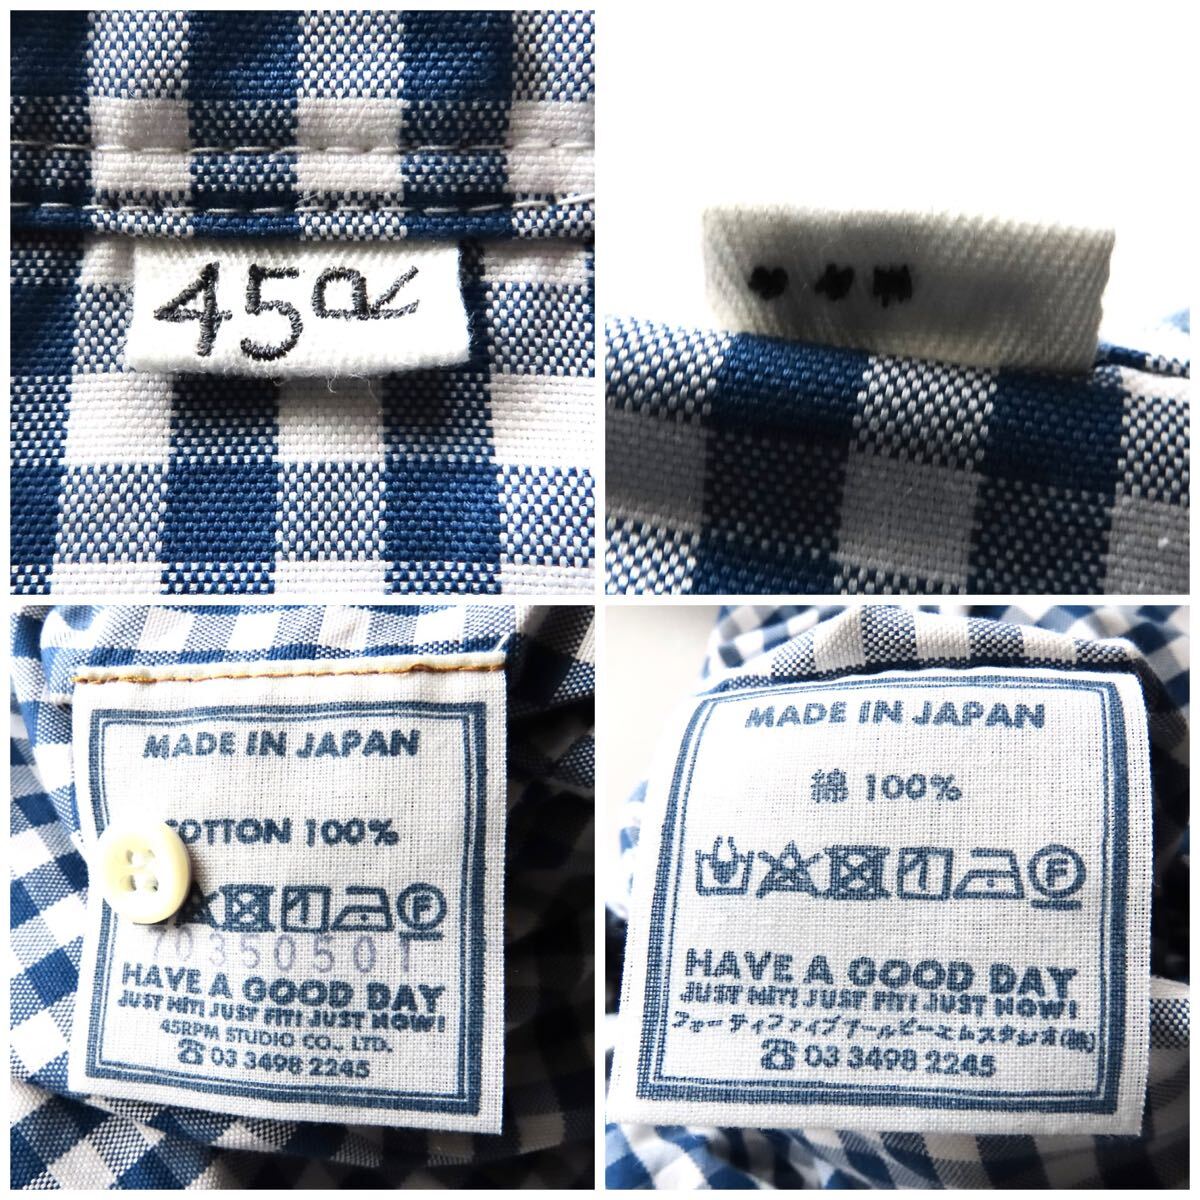 45R
MADE IN JAPAN
COTTON 100%
70350501
HAVE A GOOD DAY
JUST HIT! JUST FIT! JUST NOW!
45RPM STUDIO CO., LTD.
☎ 03 3498 2245
MADE IN JAPAN
綿 100%
HAVE A GOOD DAY
JUST HIT! JUST FIT! JUST NOW!
フォーティファイブアールピーエムスタジオ(株)
☎ 03 3498 2245